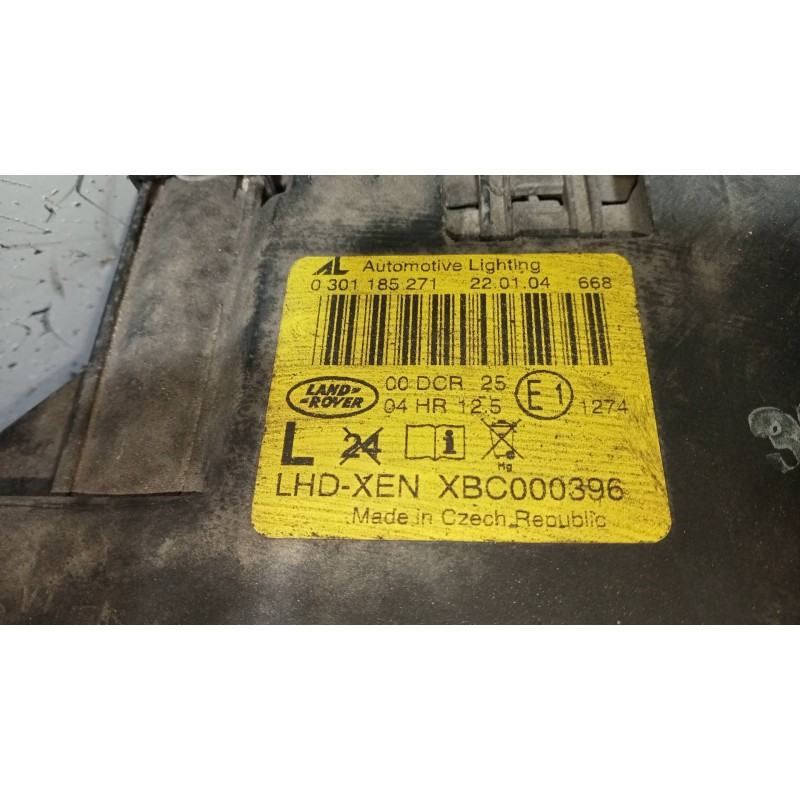 AL Automotive Lighting
0 301 185 271 22.01.04 668
LAND-
-ROVER
00 DCR 25
04 HR 12.5
E1
1274
L 24 i
Mg
LHD-XEN XBC000396
Made in Czech Republic